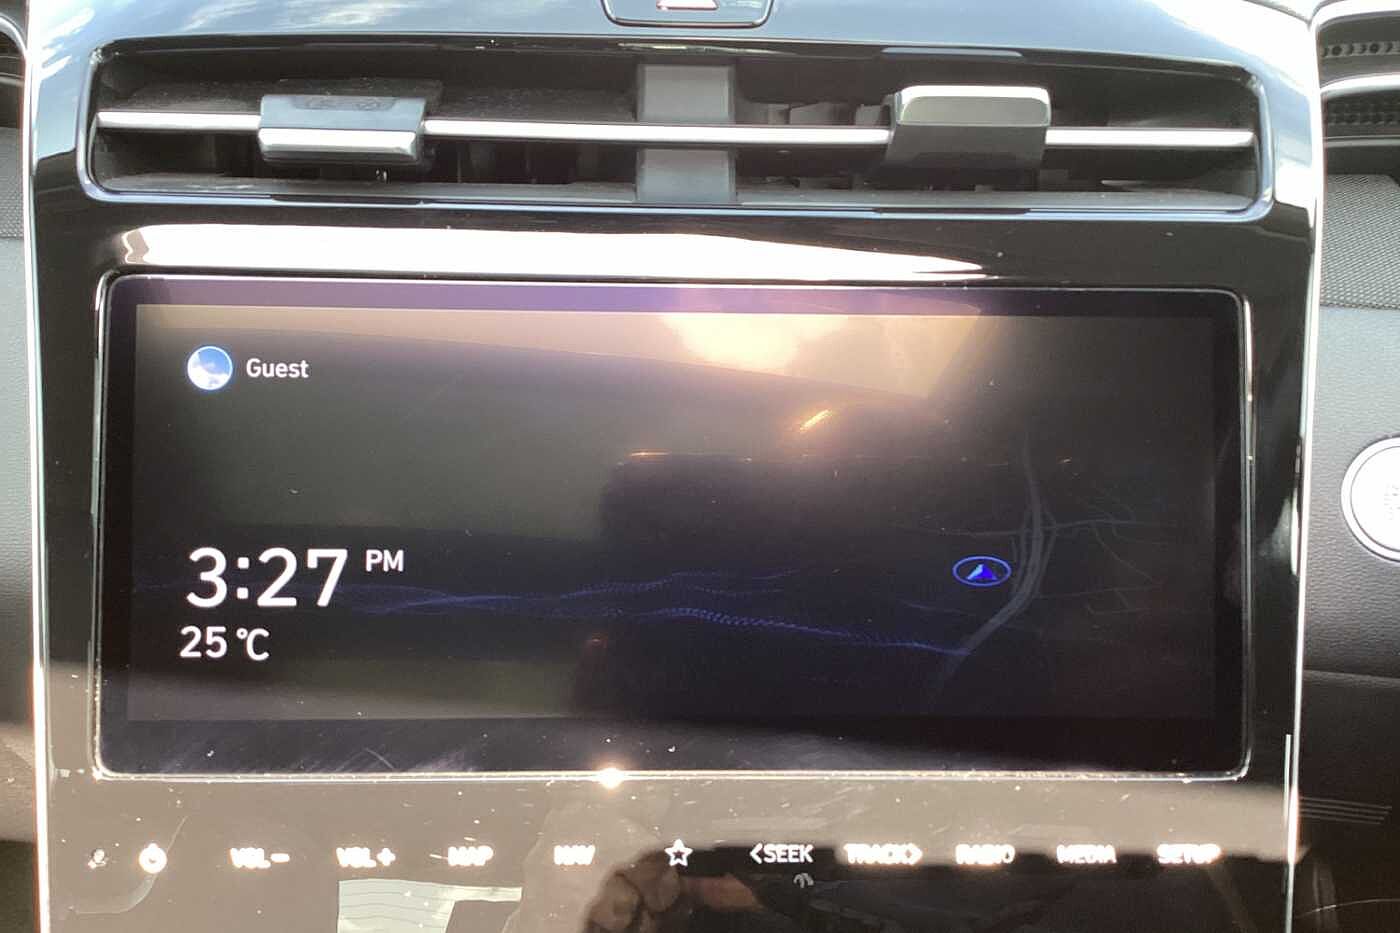 Guest
3:27 PM
25 °C
VOL− VOL+ MAP NAV ☆ <SEEK TRACK> RADIO MEDIA SETUP